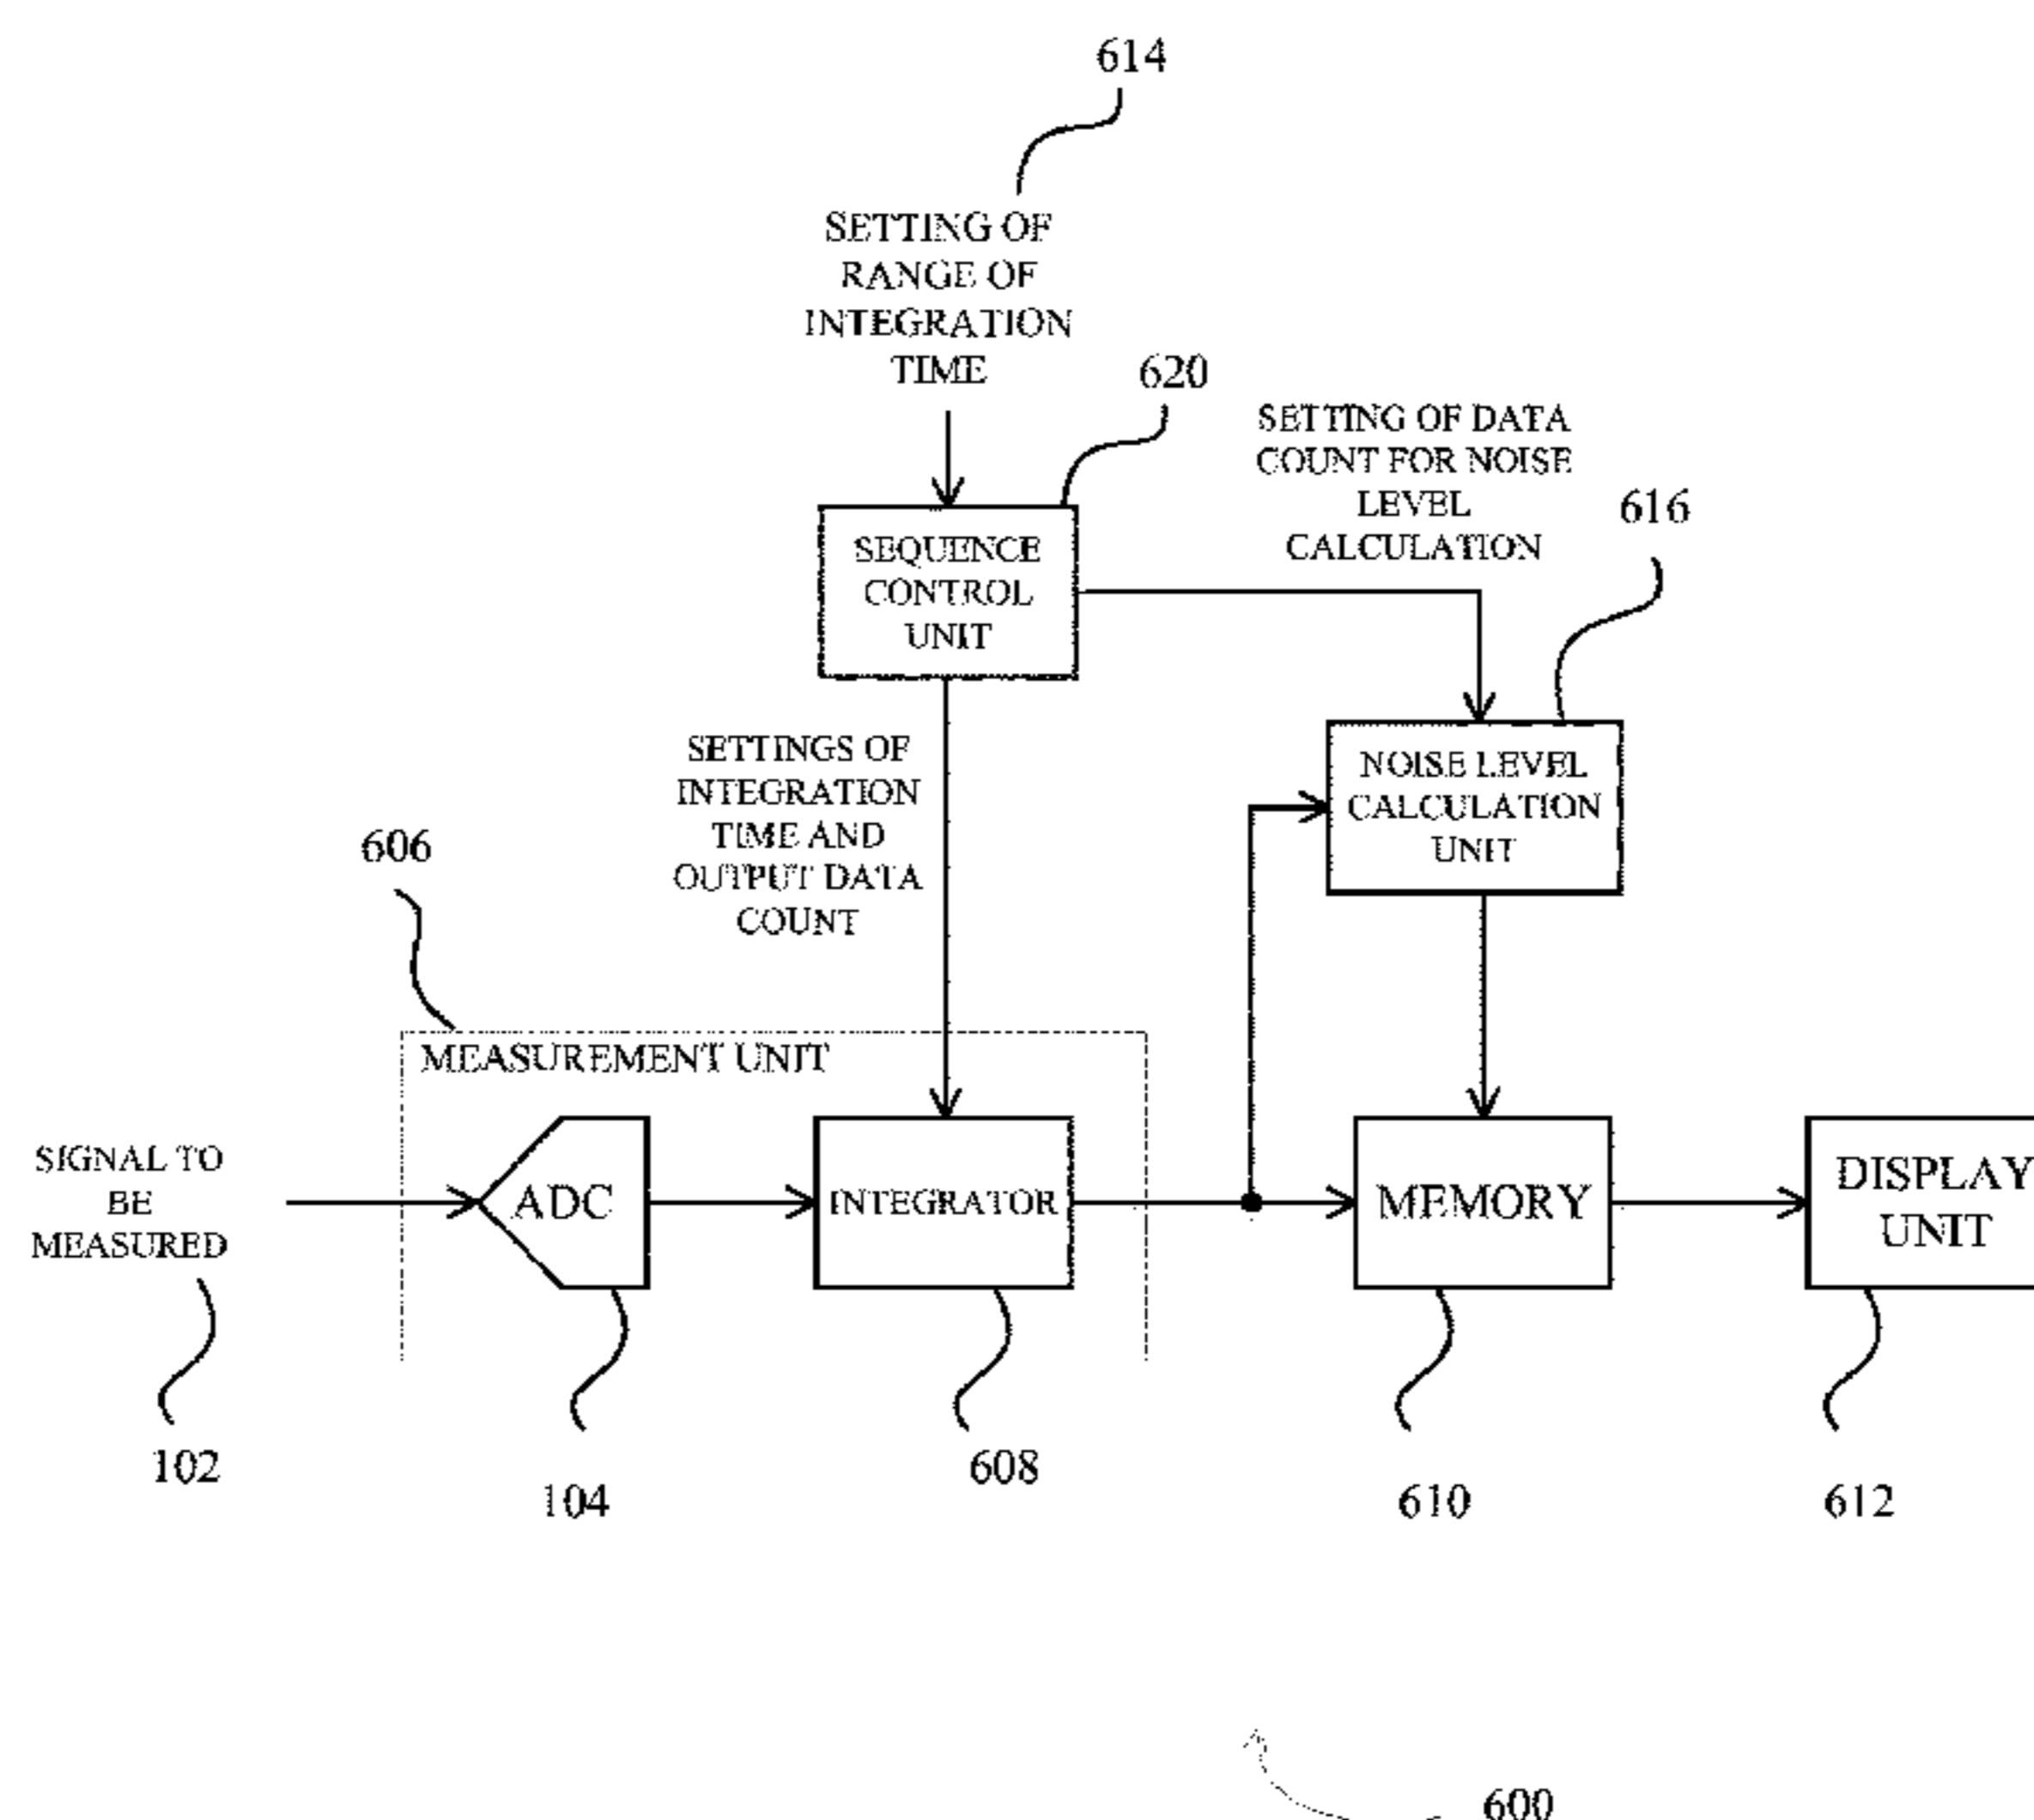 614
SETTING OF
RANGE OF
INTEGRATION
TIME
620
SETTING OF DATA
COUNT FOR NOISE
LEVEL
CALCULATION
616
SEQUENCE
CONTROL
UNIT
SETTINGS OF
INTEGRATION
TIME AND
OUTPUT DATA
COUNT
NOISE LEVEL
CALCULATION
UNIT
606
MEASUREMENT UNIT
SIGNAL TO
BE
MEASURED
ADC
INTEGRATOR
MEMORY
DISPLAY
UNIT
102
104
608
610
612
600